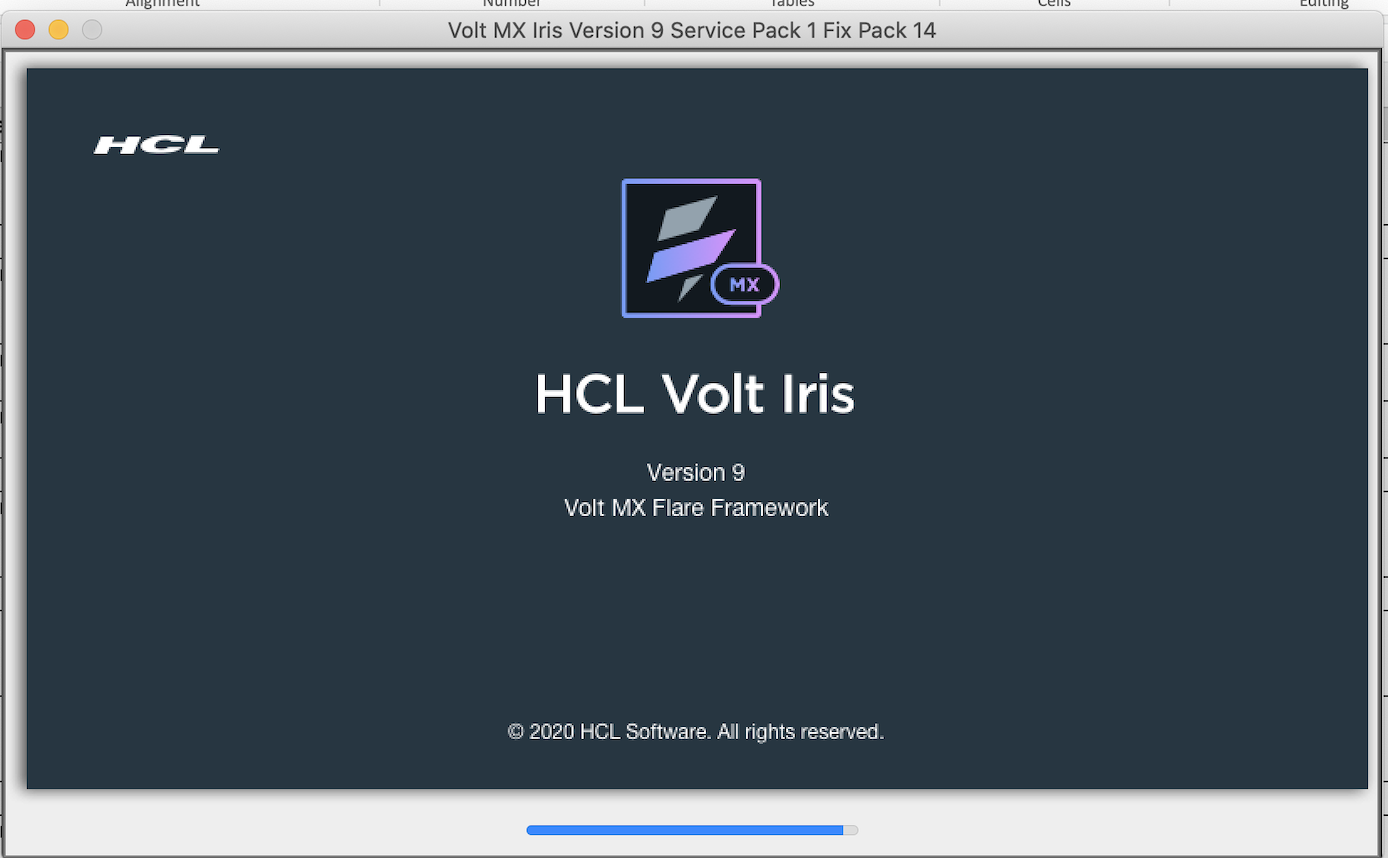 Alignment Number Tables Cells Editing
Volt MX Iris Version 9 Service Pack 1 Fix Pack 14
HCL
MX
HCL Volt Iris
Version 9
Volt MX Flare Framework
© 2020 HCL Software. All rights reserved.